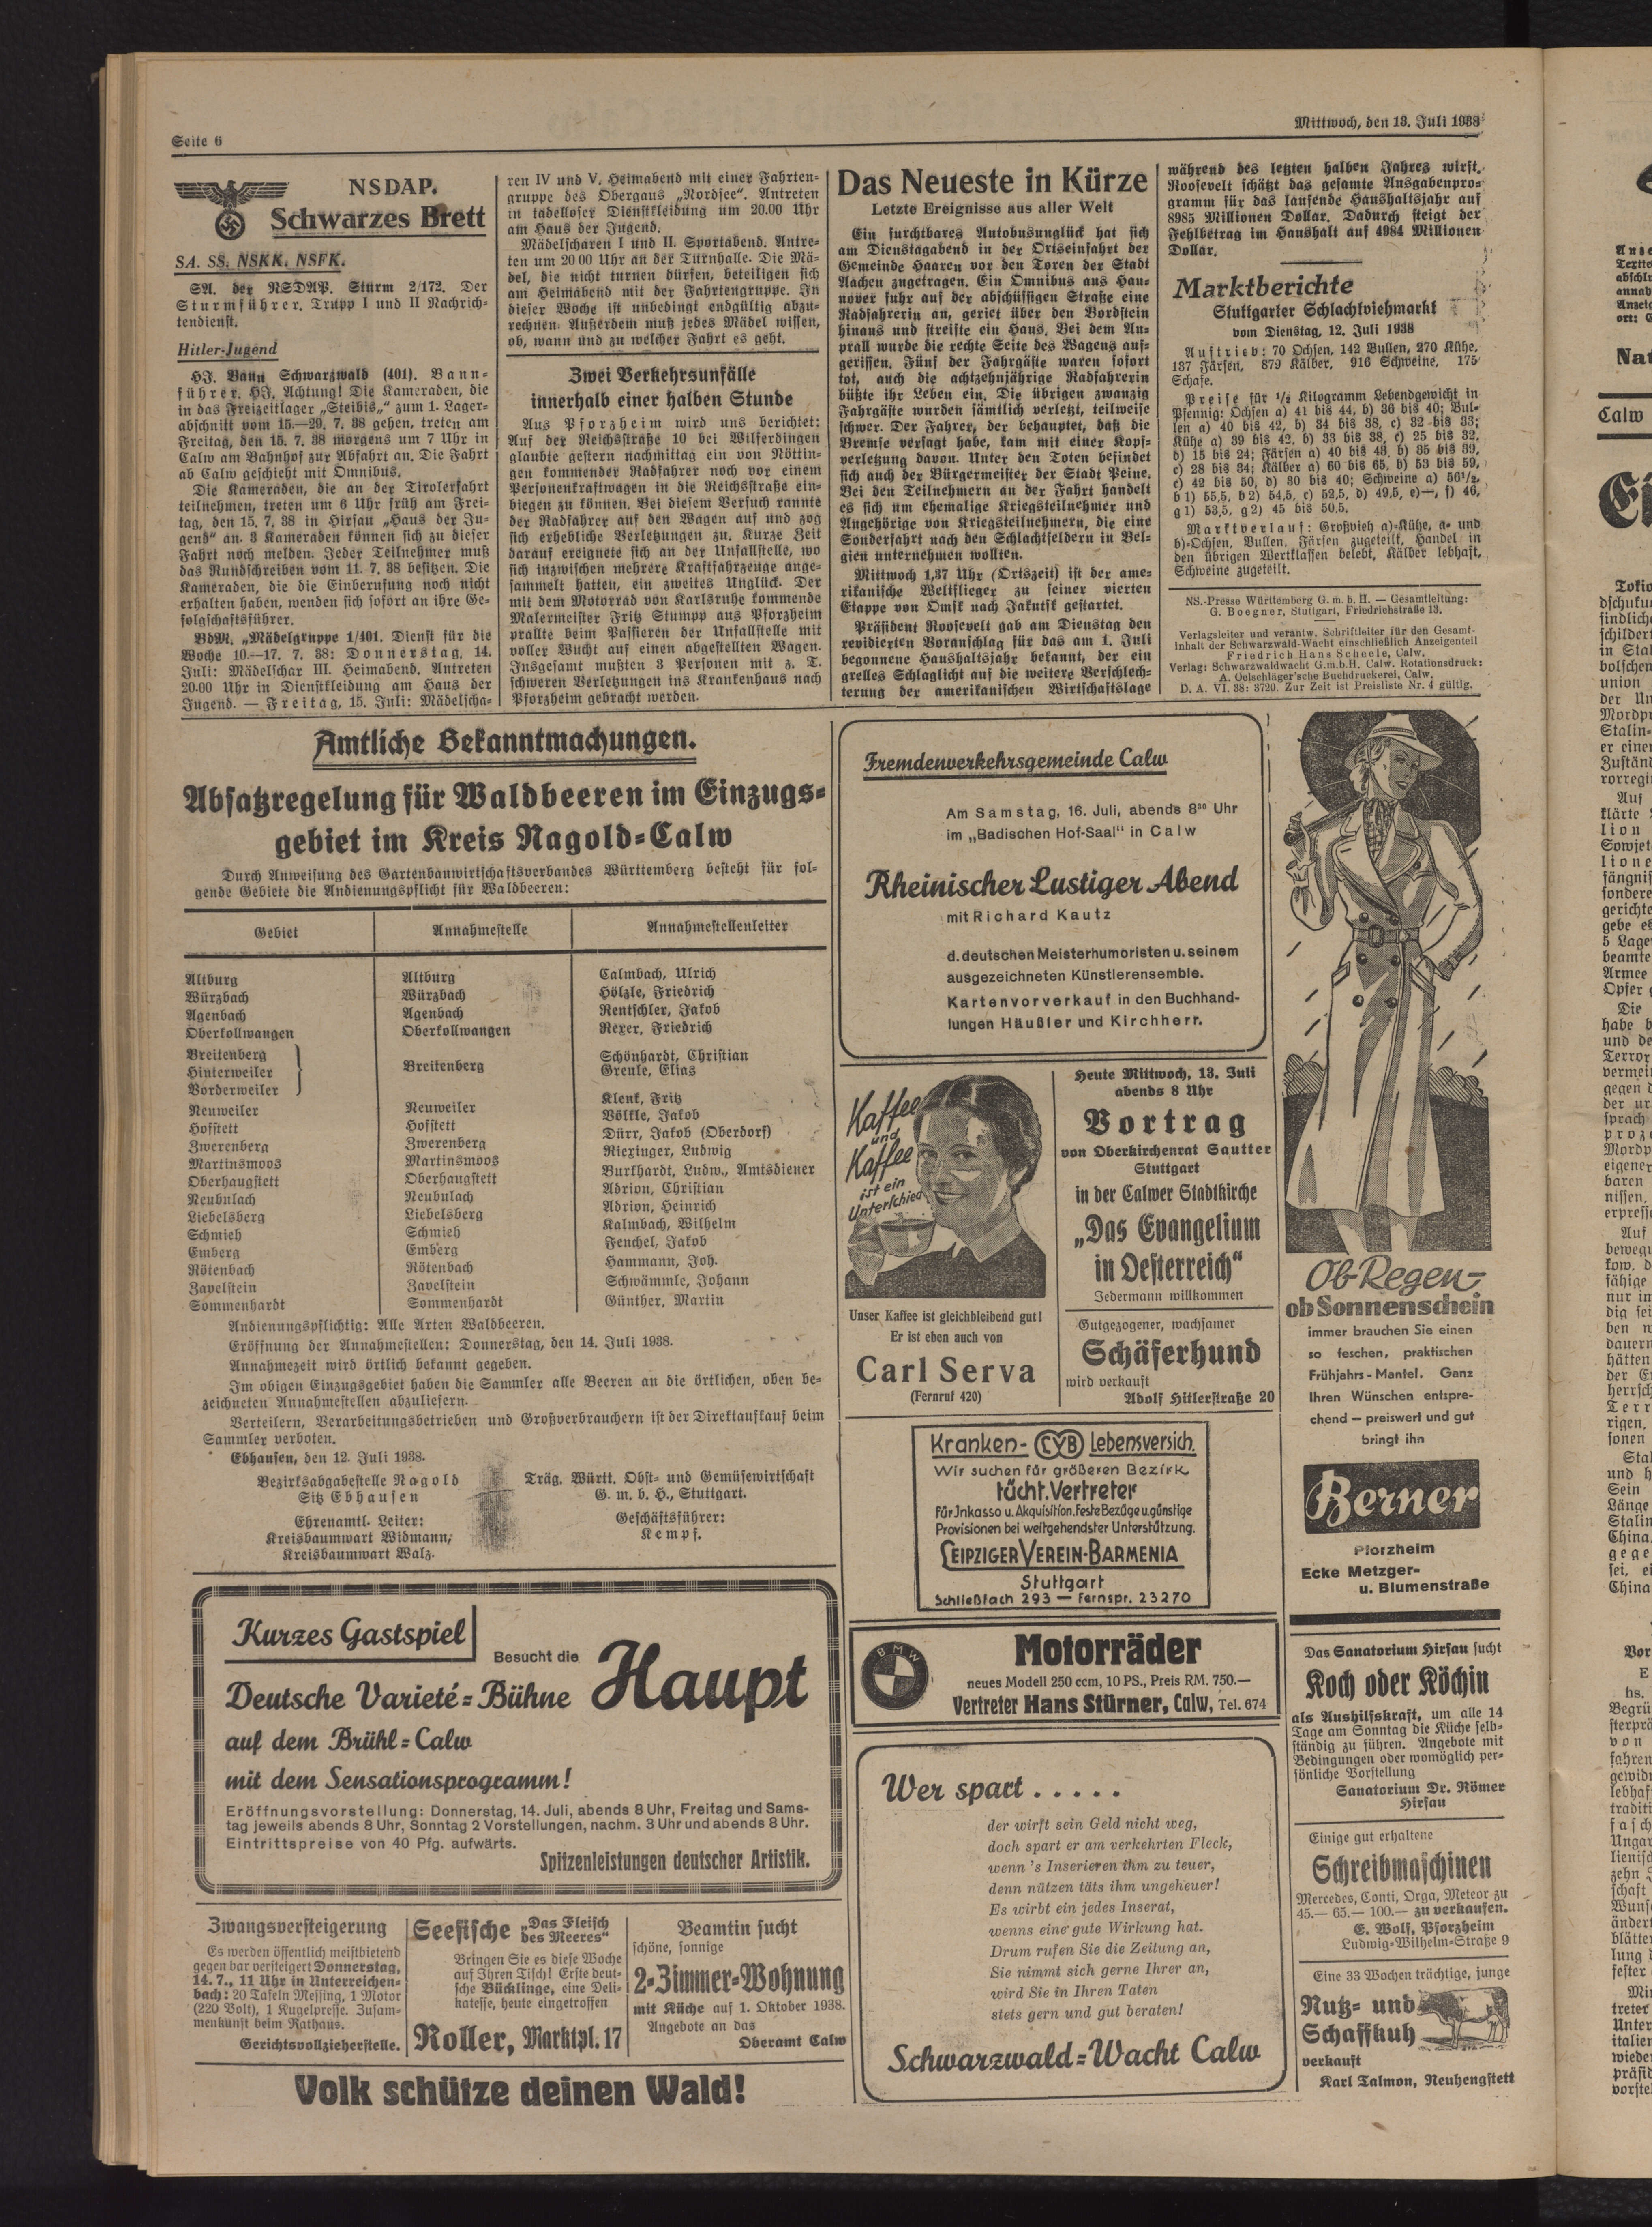 Seite 6
Mittwoch, den 13. Juli 1938
NSDAP.
Schwarzes Brett
SA. SS. NSKK. NSFK.
SA. der NSDAP. Sturm 2/172. Der
Sturmführer. Trupp I und II Nachrich-
tendienst.
Hitler-Jugend
HJ. Bann Schwarzwald (401). Bann-
führer. HJ. Achtung! Die Kameraden, die
in das Freizeitlager „Steibis„“ zum 1. Lager-
abschnitt vom 15.—29. 7. 38 gehen, treten am
Freitag, den 15. 7. 38 morgens um 7 Uhr in
Calw am Bahnhof zur Abfahrt an. Die Fahrt
ab Calw geschieht mit Omnibus.
Die Kameraden, die an der Tirolerfahrt
teilnehmen, treten um 6 Uhr früh am Frei-
tag, den 15. 7. 38 in Hirsau „Haus der Ju-
gend“ an. 3 Kameraden können sich zu dieser
Fahrt noch melden. Jeder Teilnehmer muß
das Rundschreiben vom 11. 7. 38 besitzen. Die
Kameraden, die die Einberufung noch nicht
erhalten haben, wenden sich sofort an ihre Ge-
folgschaftsführer.
BdM. „Mädelgruppe 1/401. Dienst für die
Woche 10.—17. 7. 38: Donnerstag, 14.
Juli: Mädelschar III. Heimabend. Antreten
20.00 Uhr in Dienstkleidung am Haus der
Jugend. — Freitag, 15. Juli: Mädelscha-
ren IV und V. Heimabend mit einer Fahrten-
gruppe des Obergaus „Nordsee“. Antreten
in tadelloser Dienstkleidung um 20.00 Uhr
am Haus der Jugend.
Mädelscharen I und II. Sportabend. Antre-
ten um 20 00 Uhr an der Turnhalle. Die Mä-
del, die nicht turnen dürfen, beteiligen sich
am Heimabend mit der Fahrtengruppe. In
dieser Woche ist unbedingt endgültig abzu-
rechnen. Außerdem muß jedes Mädel wissen,
ob, wann und zu welcher Fahrt es geht.
Zwei Verkehrsunfälle
innerhalb einer halben Stunde
Aus Pforzheim wird uns berichtet:
Auf der Reichsstraße 10 bei Wilferdingen
glaubte gestern nachmittag ein von Nöttin-
gen kommender Radfahrer noch vor einem
Personenkraftwagen in die Reichsstraße ein-
biegen zu können. Bei diesem Versuch rannte
der Radfahrer auf den Wagen auf und zog
sich erhebliche Verletzungen zu. Kurze Zeit
darauf ereignete sich an der Unfallstelle, wo
sich inzwischen mehrere Kraftfahrzeuge ange-
sammelt hatten, ein zweites Unglück. Der
mit dem Motorrad von Karlsruhe kommende
Malermeister Fritz Stumpp aus Pforzheim
prallte beim Passieren der Unfallstelle mit
voller Wucht auf einen abgestellten Wagen.
Insgesamt mußten 3 Personen mit z. T.
schweren Verletzungen ins Krankenhaus nach
Pforzheim gebracht werden.
Das Neueste in Kürze
Letzte Ereignisse aus aller Welt
Ein furchtbares Autobusunglück hat sich
am Dienstagabend in der Ortseinfahrt der
Gemeinde Haaren vor den Toren der Stadt
Aachen zugetragen. Ein Omnibus aus Han-
nover fuhr auf der abschüssigen Straße eine
Radfahrerin an, geriet über den Bordstein
hinaus und streifte ein Haus. Bei dem An-
prall wurde die rechte Seite des Wagens auf-
gerissen. Fünf der Fahrgäste waren sofort
tot, auch die achtzehnjährige Radfahrerin
büßte ihr Leben ein. Die übrigen zwanzig
Fahrgäste wurden sämtlich verletzt, teilweise
schwer. Der Fahrer, der behauptet, daß die
Bremse versagt habe, kam mit einer Kopf-
verletzung davon. Unter den Toten befindet
sich auch der Bürgermeister der Stadt Peine.
Bei den Teilnehmern an der Fahrt handelt
es sich um ehemalige Kriegsteilnehmer und
Angehörige von Kriegsteilnehmern, die eine
Sonderfahrt nach den Schlachtfeldern in Bel-
gien unternehmen wollten.
Mittwoch 1,37 Uhr (Ortszeit) ist der ame-
rikanische Weltflieger zu seiner vierten
Etappe von Omsk nach Jakutsk gestartet.
Präsident Roosevelt gab am Dienstag den
revidierten Voranschlag für das am 1. Juli
begonnene Haushaltsjahr bekannt, der ein
grelles Schlaglicht auf die weitere Verschlech-
terung der amerikanischen Wirtschaftslage
während des letzten halben Jahres wirft.
Roosevelt schätzt das gesamte Ausgabenpro-
gramm für das laufende Haushaltsjahr auf
8985 Millionen Dollar. Dadurch steigt der
Fehlbetrag im Haushalt auf 4984 Millionen
Dollar.
Marktberichte
Stuttgarter Schlachtviehmarkt
vom Dienstag, 12. Juli 1938
Auftrieb: 70 Ochsen, 142 Bullen, 270 Kühe,
137 Färsen, 879 Kälber, 916 Schweine, 175
Schafe.
Preise für 1/2 Kilogramm Lebendgewicht in
Pfennig: Ochsen a) 41 bis 44, b) 36 bis 40; Bul-
len a) 40 bis 42, b) 34 bis 38, c) 32 bis 33;
Kühe a) 39 bis 42, b) 33 bis 38, c) 25 bis 32,
d) 15 bis 24; Färsen a) 40 bis 43, b) 35 bis 39,
c) 28 bis 34; Kälber a) 60 bis 65, b) 53 bis 59,
c) 42 bis 50, d) 30 bis 40; Schweine a) 56 1/2,
b 1) 55,5, b 2) 54,5, c) 52,5, d) 49,5, e)—, f) 46,
g 1) 53,5, g 2) 45 bis 50,5.
Marktverlauf: Großvieh a)-Kühe, a- und
b)-Ochsen, Bullen, Färsen zugeteilt, Handel in
den übrigen Wertklassen belebt, Kälber lebhaft,
Schweine zugeteilt.
NS.-Presse Württemberg G. m. b. H. — Gesamtleitung:
G. Boegner, Stuttgart, Friedrichstraße 13.
Verlagsleiter und verantw. Schriftleiter für den Gesamt-
inhalt der Schwarzwald-Wacht einschließlich Anzeigenteil
Friedrich Hans Scheele, Calw.
Verlag: Schwarzwaldwacht G.m.b.H. Calw. Rotationsdruck:
A. Oelschläger'sche Buchdruckerei, Calw.
D. A. VI. 38: 3720. Zur Zeit ist Preisliste Nr. 4 gültig.
Amtliche Bekanntmachungen.
Absatzregelung für Waldbeeren im Einzugs-
gebiet im Kreis Nagold-Calw
Durch Anweisung des Gartenbauwirtschaftsverbandes Württemberg besteht für fol-
gende Gebiete die Andienungspflicht für Waldbeeren:
Gebiet Annahmestelle Annahmestellenleiter
Altburg Altburg Calmbach, Ulrich
Würzbach Würzbach Hölzle, Friedrich
Agenbach Agenbach Rentschler, Jakob
Oberkollwangen Oberkollwangen Rexer, Friedrich
Breitenberg Schönhardt, Christian
Hinterweiler Breitenberg Greule, Elias
Vorderweiler Klenk, Fritz
Neuweiler Neuweiler Völkle, Jakob
Hofstett Hofstett Dürr, Jakob (Oberdorf)
Zwerenberg Zwerenberg Riexinger, Ludwig
Martinsmoos Martinsmoos Burkhardt, Ludw., Amtsdiener
Oberhaugstett Oberhaugstett Adrion, Christian
Neubulach Neubulach Adrion, Heinrich
Liebelsberg Liebelsberg Kalmbach, Wilhelm
Schmieh Schmieh Fenchel, Jakob
Emberg Emberg Hammann, Joh.
Rötenbach Rötenbach Schwämmle, Johann
Zavelstein Zavelstein Günther, Martin
Sommenhardt Sommenhardt
Andienungspflichtig: Alle Arten Waldbeeren.
Eröffnung der Annahmestellen: Donnerstag, den 14. Juli 1938.
Annahmezeit wird örtlich bekannt gegeben.
Im obigen Einzugsgebiet haben die Sammler alle Beeren an die örtlichen, oben be-
zeichneten Annahmestellen abzuliefern.
Verteilern, Verarbeitungsbetrieben und Großverbrauchern ist der Direktaufkauf beim
Sammler verboten.
Ebhausen, den 12. Juli 1938.
Bezirksabgabestelle Nagold
Sitz Ebhausen
Ehrenamtl. Leiter:
Kreisbaumwart Widmann,
Kreisbaumwart Walz.
Träg. Württ. Obst- und Gemüsewirtschaft
G. m. b. H., Stuttgart.
Geschäftsführer:
Kempf.
Kurzes Gastspiel
Besucht die
Deutsche Varieté-Bühne Haupt
auf dem Brühl-Calw
mit dem Sensationsprogramm!
Eröffnungsvorstellung: Donnerstag, 14. Juli, abends 8 Uhr, Freitag und Sams-
tag jeweils abends 8 Uhr, Sonntag 2 Vorstellungen, nachm. 3 Uhr und abends 8 Uhr.
Eintrittspreise von 40 Pfg. aufwärts.
Spitzenleistungen deutscher Artistik.
Zwangsversteigerung
Es werden öffentlich meistbietend
gegen bar versteigert Donnerstag,
14. 7., 11 Uhr in Unterreichen-
bach: 20 Tafeln Messing, 1 Motor
(220 Volt), 1 Kugelpresse. Zusam-
menkunft beim Rathaus.
Gerichtsvollzieherstelle.
Seefische „Das Fleisch
des Meeres“
Bringen Sie es diese Woche
auf Ihren Tisch! Erste deut-
sche Bücklinge, eine Deli-
katesse, heute eingetroffen
Roller, Marktpl. 17
Beamtin sucht
schöne, sonnige
2-Zimmer-Wohnung
mit Küche auf 1. Oktober 1938.
Angebote an das
Oberamt Calw
Volk schütze deinen Wald!
Fremdenverkehrsgemeinde Calw
Am Samstag, 16. Juli, abends 8³⁰ Uhr
im „Badischen Hof-Saal“ in Calw
Rheinischer Lustiger Abend
mit Richard Kautz
d. deutschen Meisterhumoristen u. seinem
ausgezeichneten Künstlerensemble.
Kartenvorverkauf in den Buchhand-
lungen Häußler und Kirchherr.
Kaffee
und
Kaffee
ist ein
Unterschied
Unser Kaffee ist gleichbleibend gut!
Er ist eben auch von
Carl Serva
(Fernruf 420)
Heute Mittwoch, 13. Juli
abends 8 Uhr
Vortrag
von Oberkirchenrat Sautter
Stuttgart
in der Calwer Stadtkirche
„Das Evangelium
in Oesterreich“
Jedermann willkommen
Gutgezogener, wachsamer
Schäferhund
wird verkauft
Adolf Hitlerstraße 20
Kranken- CVB Lebensversich.
Wir suchen für größeren Bezirk
tücht. Vertreter
für Inkasso u. Akquisition. Feste Bezüge u. günstige
Provisionen bei weitgehendster Unterstützung.
LEIPZIGER VEREIN-BARMENIA
Stuttgart
Schließfach 293 — Fernspr. 23270
BMW
Motorräder
neues Modell 250 ccm, 10 PS., Preis RM. 750.—
Vertreter Hans Stürner, Calw, Tel. 674
Wer spart . . . . .
der wirft sein Geld nicht weg,
doch spart er am verkehrten Fleck,
wenn 's Inserieren ihm zu teuer,
denn nützen täts ihm ungeheuer!
Es wirbt ein jedes Inserat,
wenns eine gute Wirkung hat.
Drum rufen Sie die Zeitung an,
Sie nimmt sich gerne Ihrer an,
wird Sie in Ihren Taten
stets gern und gut beraten!
Schwarzwald-Wacht Calw
Ob Regen-
ob Sonnenschein
immer brauchen Sie einen
so feschen, praktischen
Frühjahrs-Mantel. Ganz
Ihren Wünschen entspre-
chend — preiswert und gut
bringt ihn
Berner
Pforzheim
Ecke Metzger-
u. Blumenstraße
Das Sanatorium Hirsau sucht
Koch oder Köchin
als Aushilfskraft, um alle 14
Tage am Sonntag die Küche selb-
ständig zu führen. Angebote mit
Bedingungen oder womöglich per-
sönliche Vorstellung
Sanatorium Dr. Römer
Hirsau
Einige gut erhaltene
Schreibmaschinen
Mercedes, Conti, Orga, Meteor zu
45.— 65.— 100.— zu verkaufen.
E. Wolf, Pforzheim
Ludwig-Wilhelm-Straße 9
Eine 33 Wochen trächtige, junge
Nutz- und
Schaffkuh
verkauft
Karl Talmon, Neuhengstett